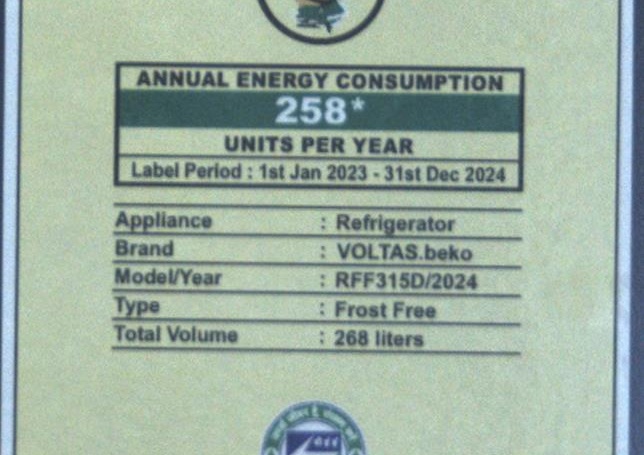 ANNUAL ENERGY CONSUMPTION
258*
UNITS PER YEAR
Label Period : 1st Jan 2023 - 31st Dec 2024
Appliance : Refrigerator
Brand : VOLTAS.beko
Model/Year : RFF315D/2024
Type : Frost Free
Total Volume : 268 liters